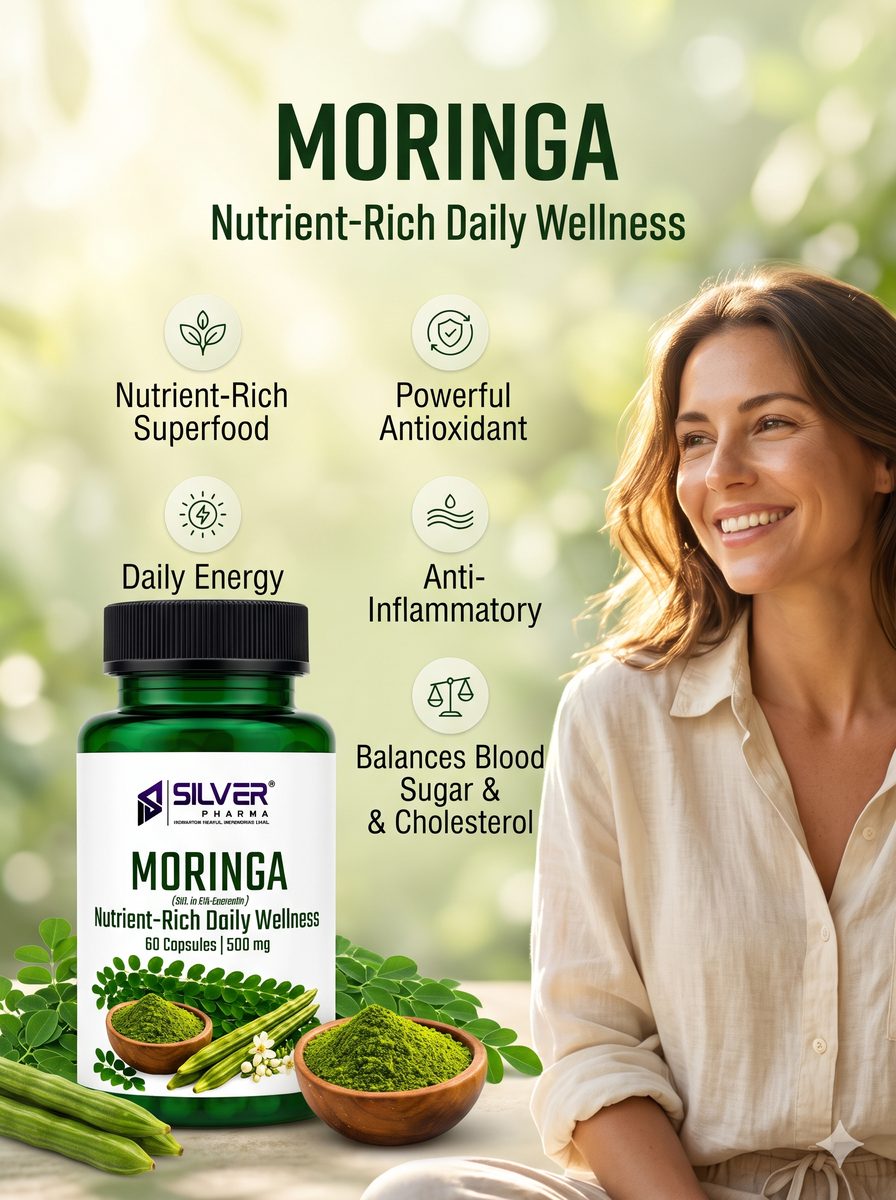 MORINGA
Nutrient-Rich Daily Wellness
Nutrient-Rich
Superfood
Powerful
Antioxidant
Daily Energy
Anti-
Inflammatory
Balances Blood
Sugar &
& Cholesterol
SILVER®
PHARMA
MORINGA
Nutrient-Rich Daily Wellness
60 Capsules | 500 mg